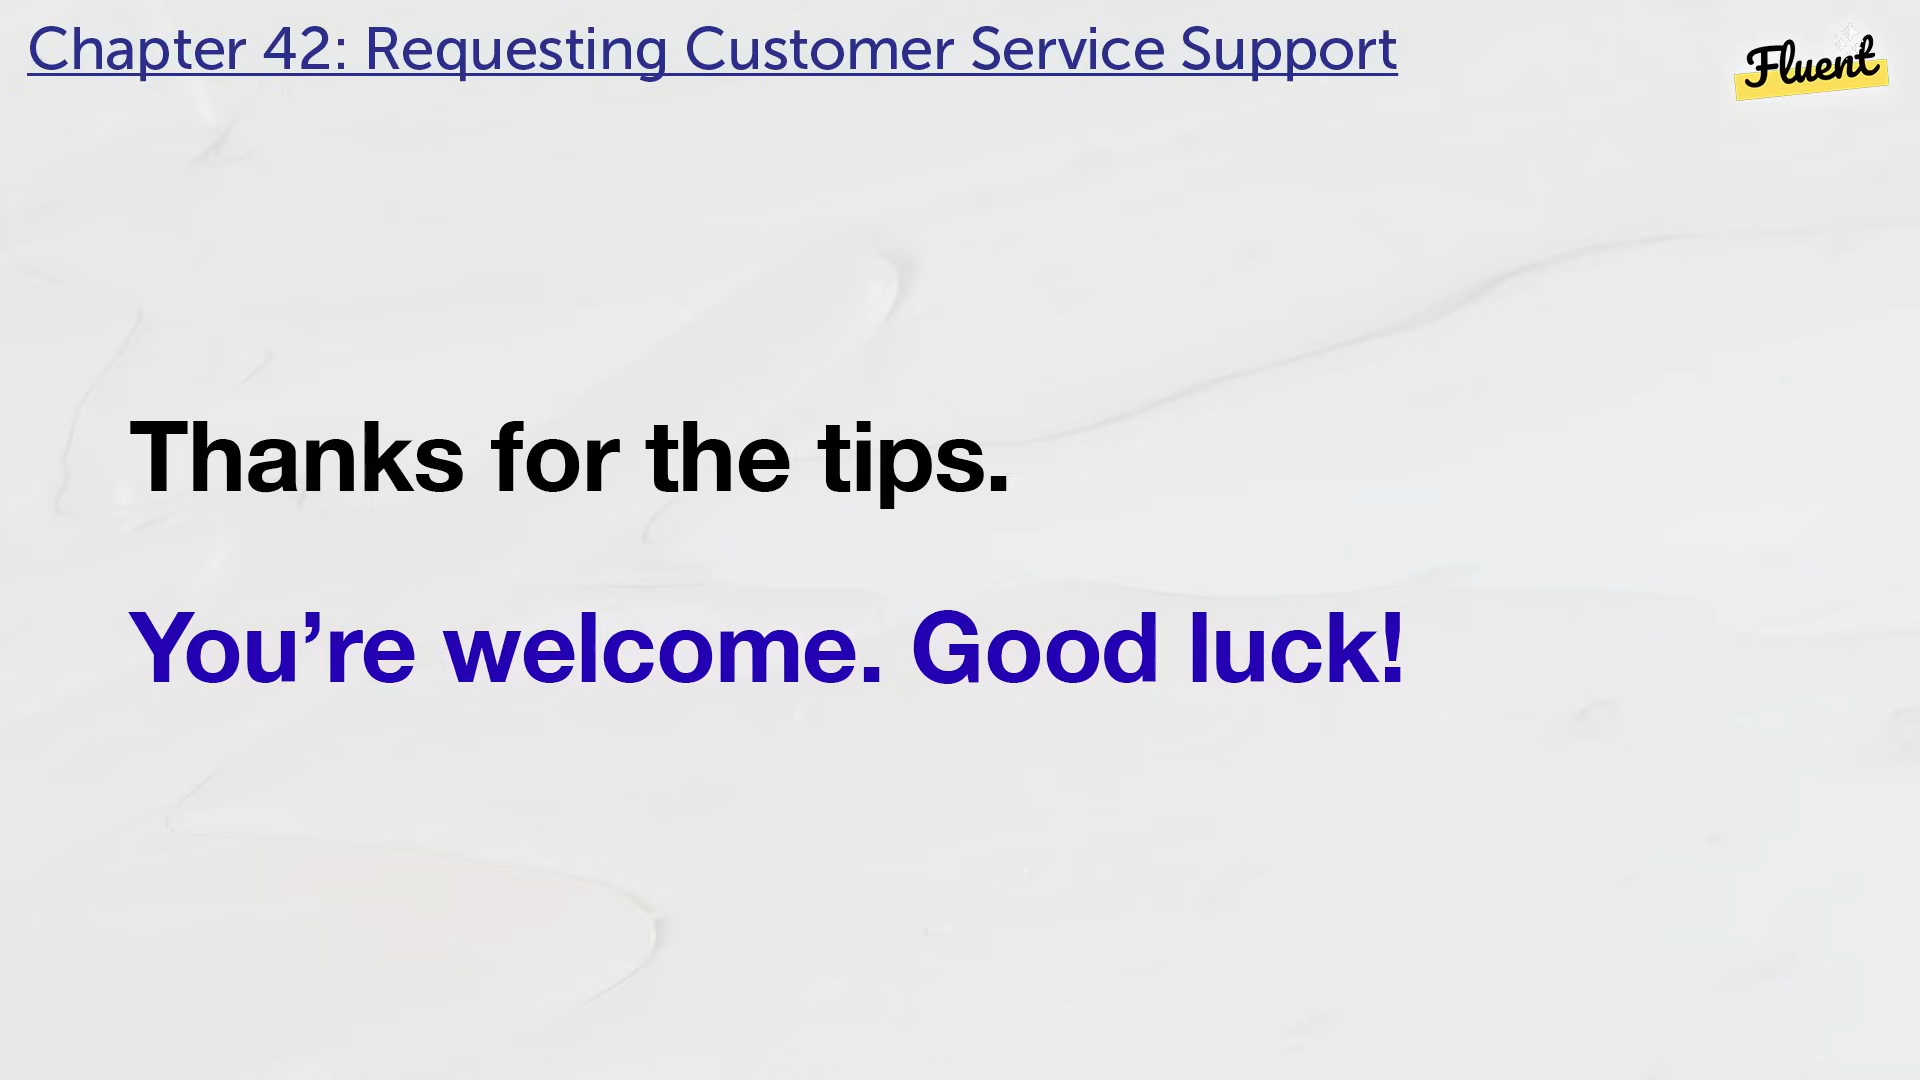 Chapter 42: Requesting Customer Service Support
Fluent
Thanks for the tips.
You’re welcome. Good luck!